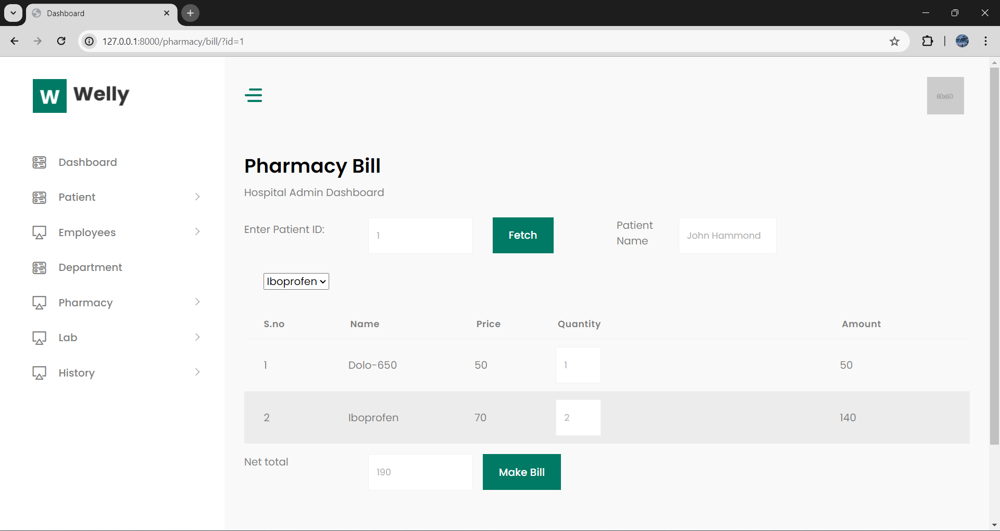 Dashboard
127.0.0.1:8000/pharmacy/bill/?id=1
W Welly
60x60
Dashboard
Patient
Employees
Department
Pharmacy
Lab
History
Pharmacy Bill
Hospital Admin Dashboard
Enter Patient ID: 1 Fetch Patient Name John Hammond
Iboprofen
S.no Name Price Quantity Amount
1 Dolo-650 50 1 50
2 Iboprofen 70 2 140
Net total 190 Make Bill